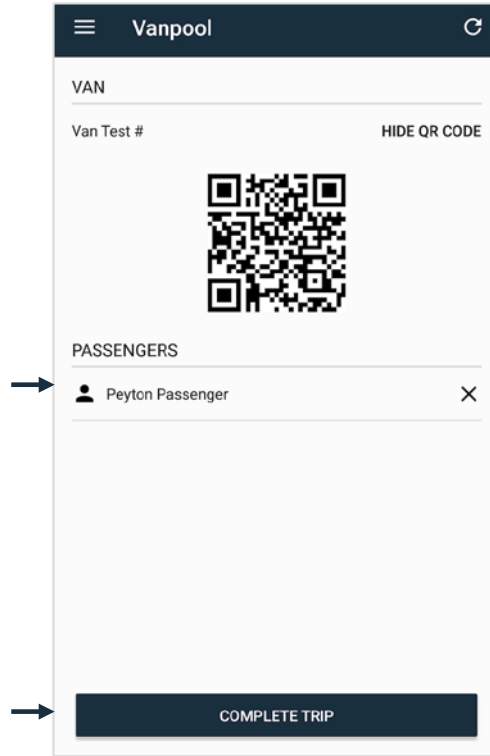 Vanpool
VAN
Van Test # HIDE QR CODE
PASSENGERS
Peyton Passenger
COMPLETE TRIP